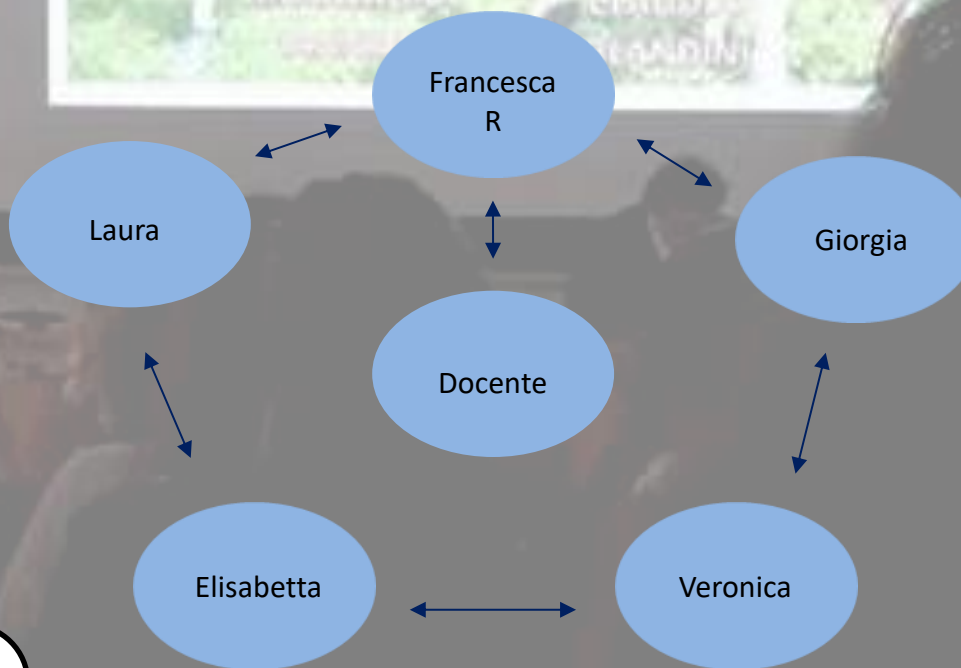 Francesca
R
Laura
Giorgia
Docente
Elisabetta
Veronica